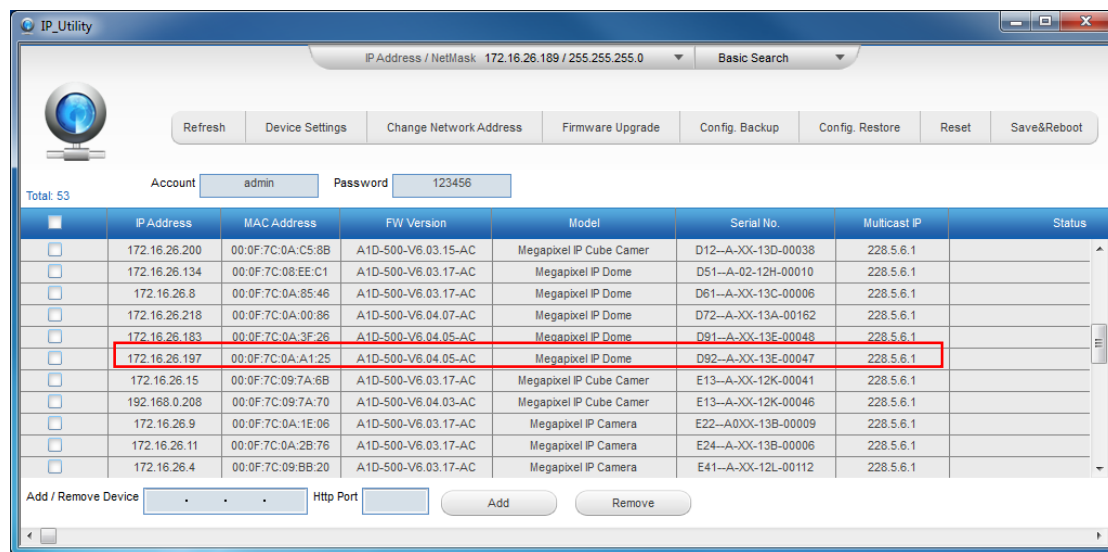 IP_Utility
IP Address / NetMask 172.16.26.189 / 255.255.255.0 Basic Search
Refresh Device Settings Change Network Address Firmware Upgrade Config. Backup Config. Restore Reset Save&Reboot
Account admin Password 123456
Total: 53
IP Address MAC Address FW Version Model Serial No. Multicast IP Status
172.16.26.200 00:0F:7C:0A:C5:8B A1D-500-V6.03.15-AC Megapixel IP Cube Camer D12--A-XX-13D-00038 228.5.6.1
172.16.26.134 00:0F:7C:08:EE:C1 A1D-500-V6.03.17-AC Megapixel IP Dome D51--A-02-12H-00010 228.5.6.1
172.16.26.8 00:0F:7C:0A:85:46 A1D-500-V6.03.17-AC Megapixel IP Dome D61--A-XX-13C-00006 228.5.6.1
172.16.26.218 00:0F:7C:0A:00:86 A1D-500-V6.04.07-AC Megapixel IP Dome D72--A-XX-13A-00162 228.5.6.1
172.16.26.183 00:0F:7C:0A:3F:26 A1D-500-V6.04.05-AC Megapixel IP Dome D91--A-XX-13E-00048 228.5.6.1
172.16.26.197 00:0F:7C:0A:A1:25 A1D-500-V6.04.05-AC Megapixel IP Dome D92--A-XX-13E-00047 228.5.6.1
172.16.26.15 00:0F:7C:09:7A:6B A1D-500-V6.03.17-AC Megapixel IP Cube Camer E13--A-XX-12K-00041 228.5.6.1
192.168.0.208 00:0F:7C:09:7A:70 A1D-500-V6.04.03-AC Megapixel IP Cube Camer E13--A-XX-12K-00046 228.5.6.1
172.16.26.9 00:0F:7C:0A:1E:06 A1D-500-V6.03.17-AC Megapixel IP Camera E22--A0XX-13B-00009 228.5.6.1
172.16.26.11 00:0F:7C:0A:2B:76 A1D-500-V6.03.17-AC Megapixel IP Camera E24--A-XX-13B-00006 228.5.6.1
172.16.26.4 00:0F:7C:09:BB:20 A1D-500-V6.03.17-AC Megapixel IP Camera E41--A-XX-12L-00112 228.5.6.1
Add / Remove Device . . . Http Port Add Remove